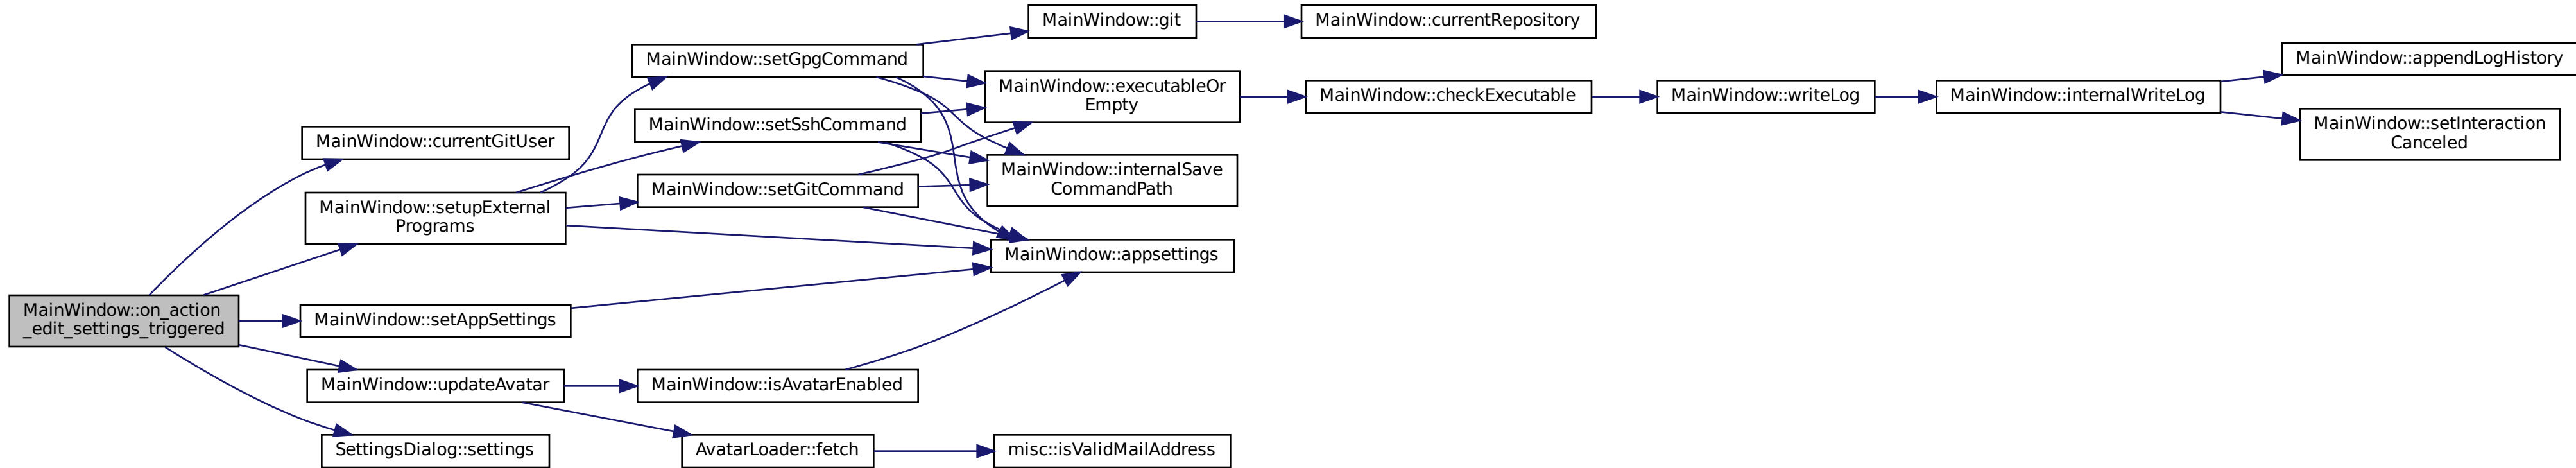 MainWindow::on_action
_edit_settings_triggered
MainWindow::currentGitUser
MainWindow::setupExternal
Programs
MainWindow::setAppSettings
MainWindow::updateAvatar
SettingsDialog::settings
MainWindow::setGpgCommand
MainWindow::setSshCommand
MainWindow::setGitCommand
MainWindow::isAvatarEnabled
AvatarLoader::fetch
MainWindow::git
MainWindow::executableOr
Empty
MainWindow::internalSave
CommandPath
MainWindow::appsettings
misc::isValidMailAddress
MainWindow::currentRepository
MainWindow::checkExecutable
MainWindow::writeLog
MainWindow::internalWriteLog
MainWindow::appendLogHistory
MainWindow::setInteraction
Canceled